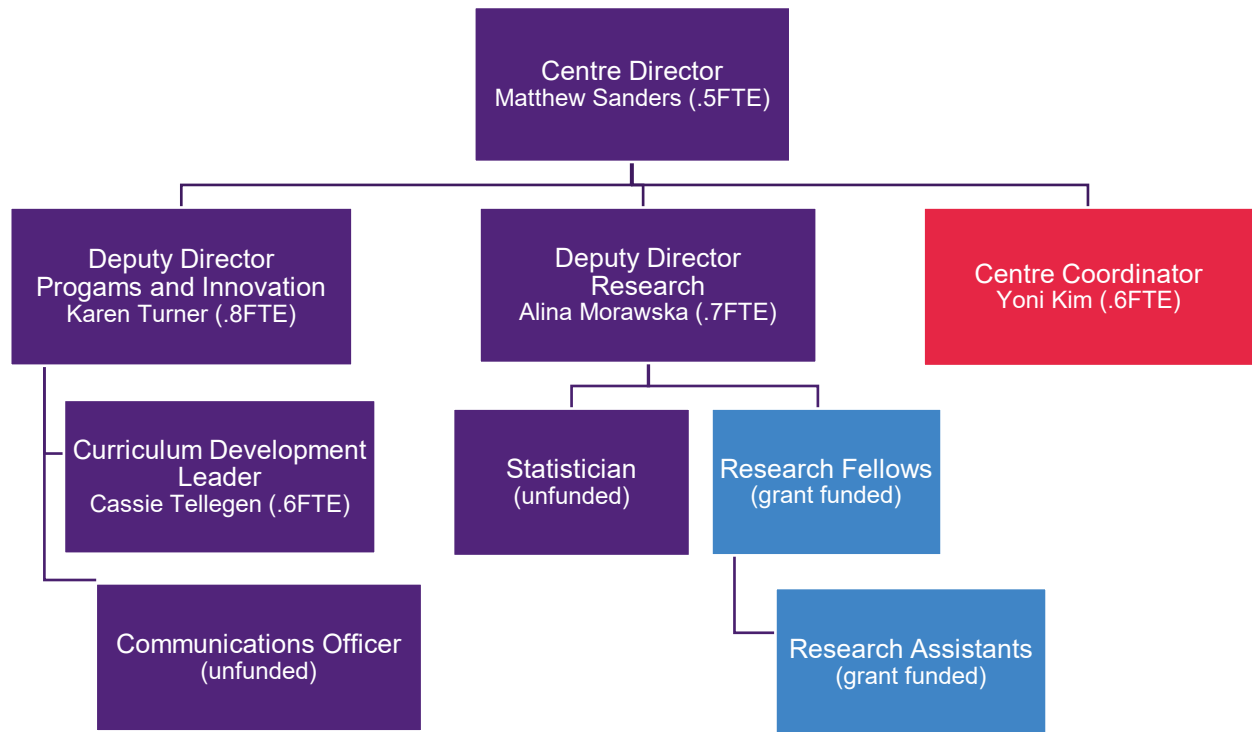 Centre Director
Matthew Sanders (.5FTE)
Deputy Director
Progams and Innovation
Karen Turner (.8FTE)
Deputy Director
Research
Alina Morawska (.7FTE)
Centre Coordinator
Yoni Kim (.6FTE)
Curriculum Development
Leader
Cassie Tellegen (.6FTE)
Statistician
(unfunded)
Research Fellows
(grant funded)
Communications Officer
(unfunded)
Research Assistants
(grant funded)